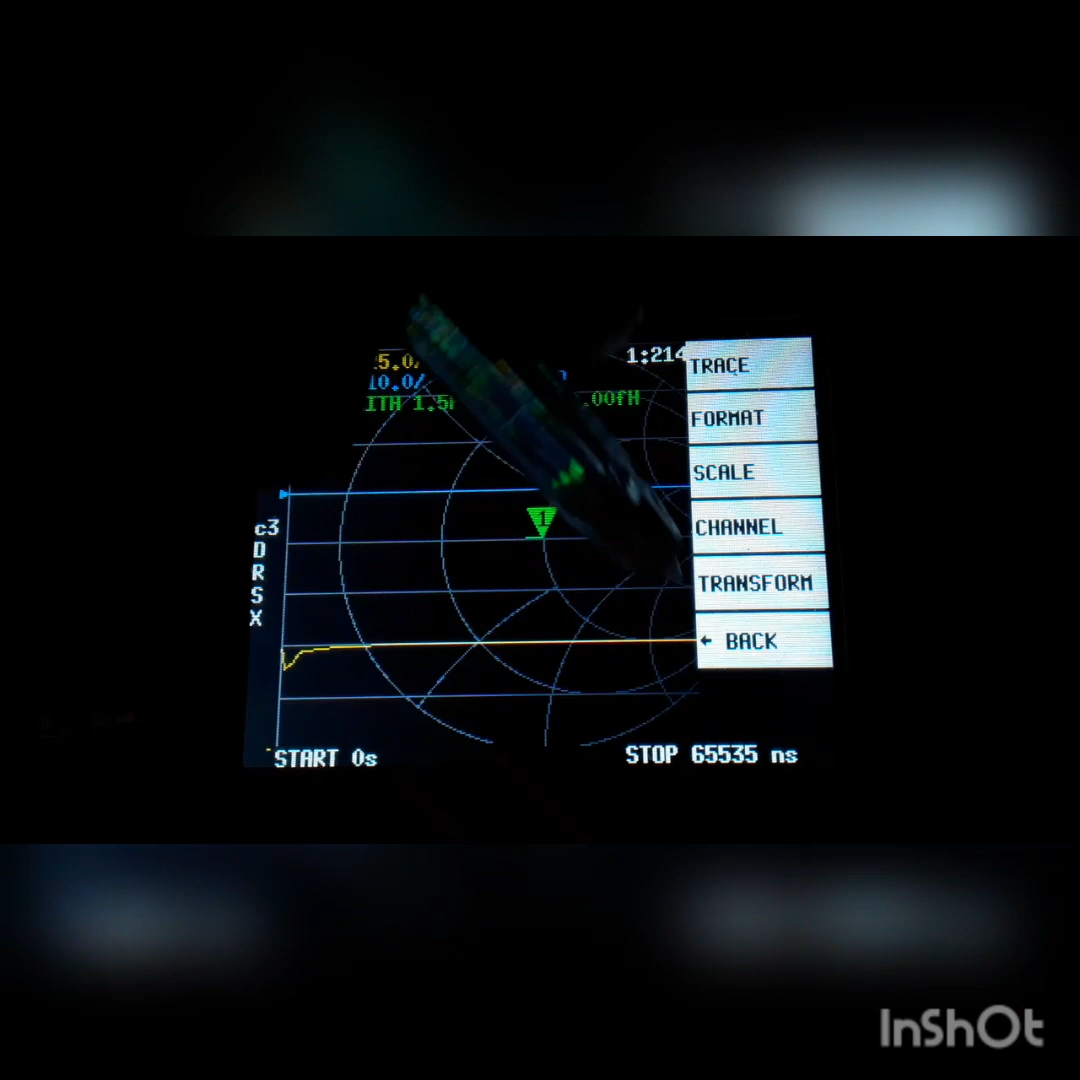 5.0/
1:214
10.0/
ITH 1.5
.00fH
TRACE
FORMAT
SCALE
CHANNEL
TRANSFORM
← BACK
1
c3
D
R
S
X
START 0s
STOP 65535 ns
InShOt